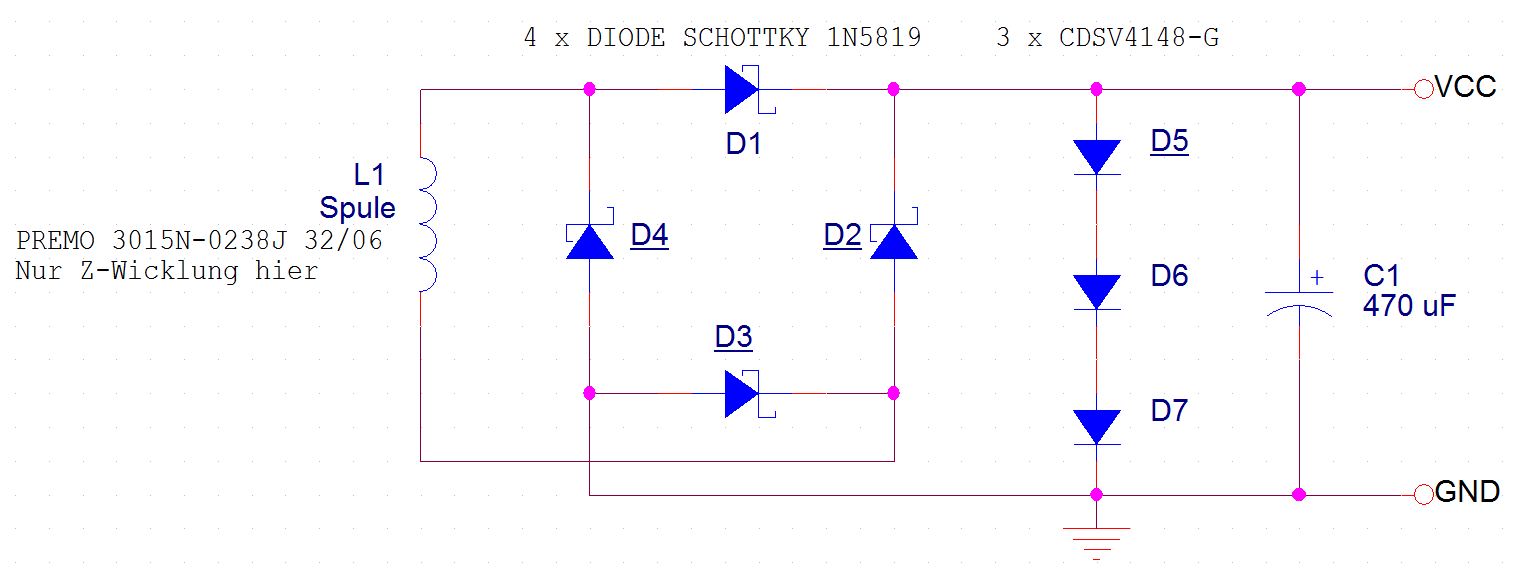 4 x DIODE SCHOTTKY 1N5819
3 x CDSV4148-G
VCC
D1
D5
L1
Spule
PREMO 3015N-0238J 32/06
Nur Z-Wicklung hier
D4
D2
D6
+
C1
470 uF
D3
D7
GND